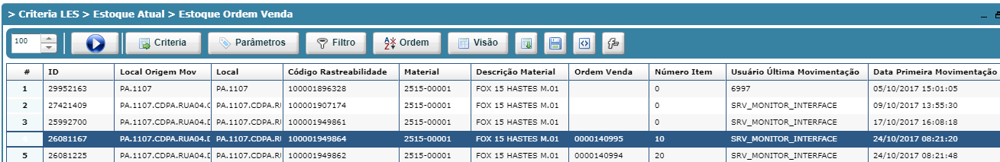 > Criteria LES > Estoque Atual > Estoque Ordem Venda
100 Criteria Parâmetros Filtro Ordem Visão
# ID Local Origem Mov Local Código Rastreabilidade Material Descrição Material Ordem Venda Número Item Usuário Última Movimentação Data Primeira Movimentação
1 29952163 PA.1107 PA.1107 100001896328 2515-00001 FOX 15 HASTES M.01 0 6997 05/10/2017 15:01:05
2 27421409 PA.1107.CDPA.RUA04.C PA.1107.CDPA.RU 100001907174 2515-00001 FOX 15 HASTES M.01 0 SRV_MONITOR_INTERFACE 09/10/2017 13:55:30
3 25992700 PA.1107.CDPA.RUA04.D PA.1107.CDPA.RU 100001949861 2515-00001 FOX 15 HASTES M.01 0 SRV_MONITOR_INTERFACE 17/10/2017 16:08:18
4 26081167 PA.1107.CDPA.RUA04.D PA.1107.CDPA.RU 100001949864 2515-00001 FOX 15 HASTES M.01 0000140995 10 SRV_MONITOR_INTERFACE 24/10/2017 08:21:20
5 26081225 PA.1107.CDPA.RUA04.D PA.1107.CDPA.RU 100001949862 2515-00001 FOX 15 HASTES M.01 0000140994 20 SRV_MONITOR_INTERFACE 24/10/2017 08:21:48